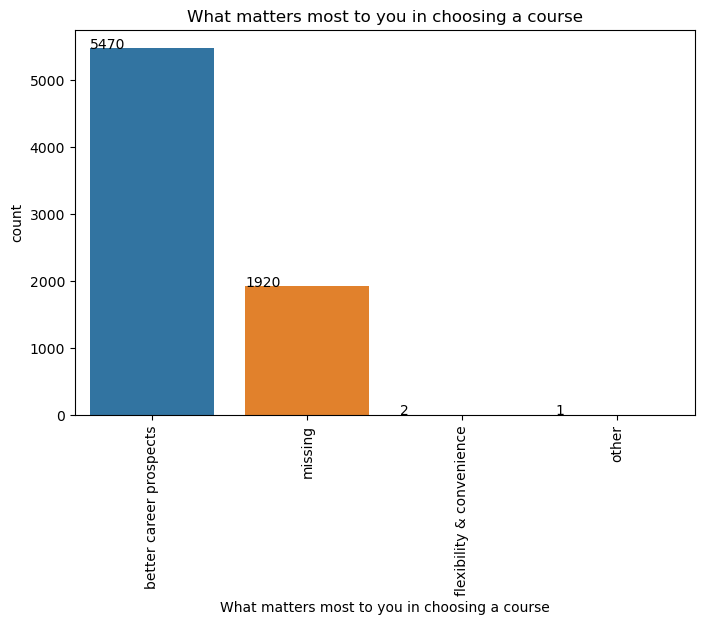 What matters most to you in choosing a course
count
5000
4000
3000
2000
1000
0
5470
1920
2
1
better career prospects
missing
flexibility & convenience
other
What matters most to you in choosing a course